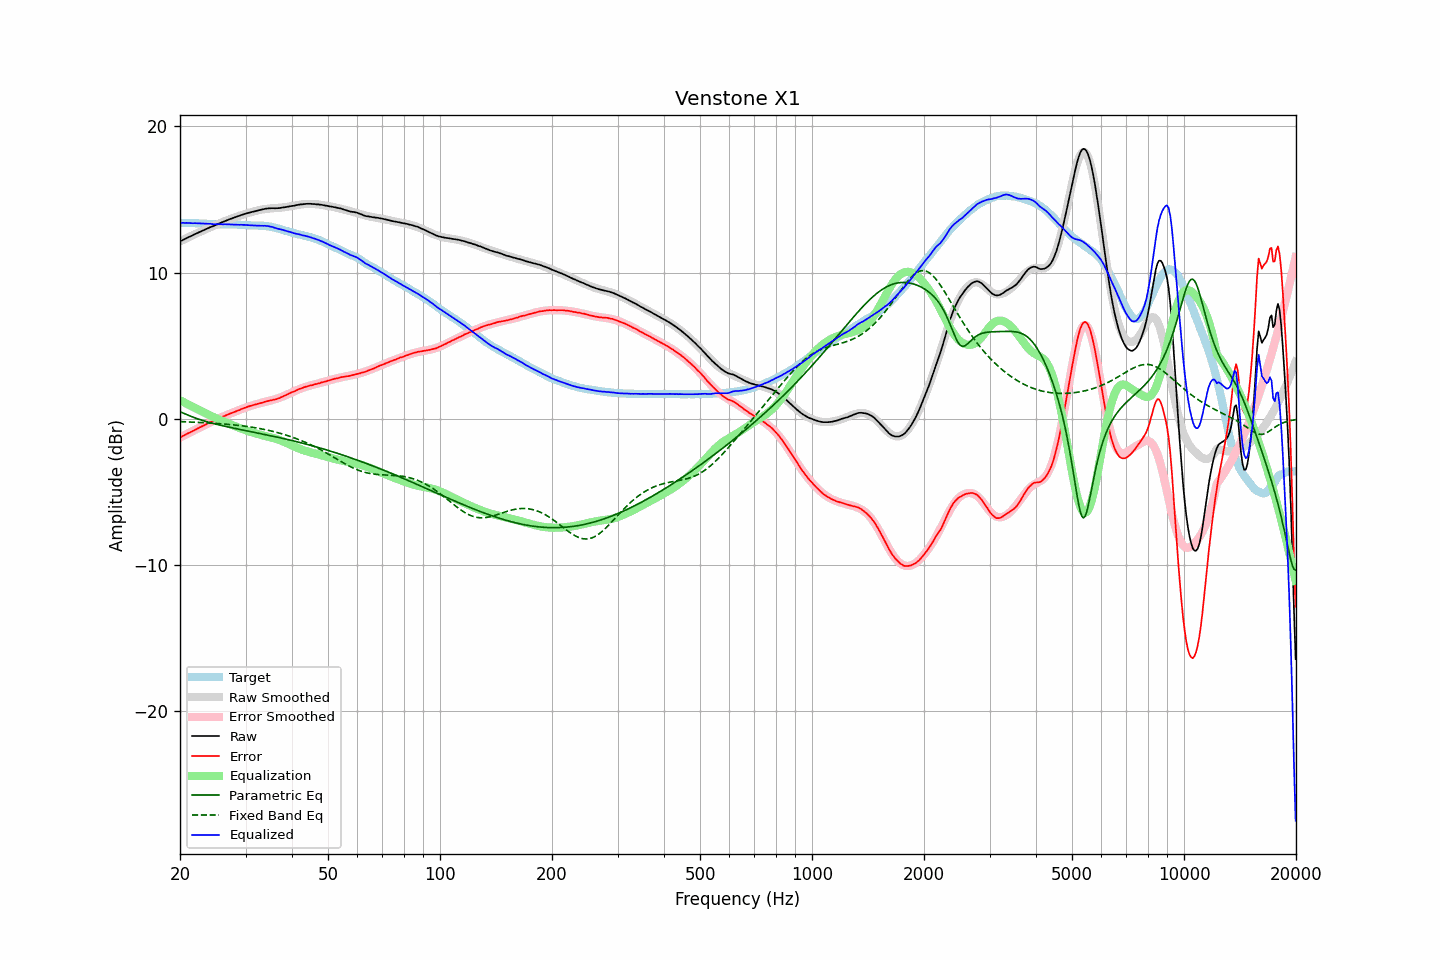 Venstone X1
Amplitude (dBr)
20
10
0
−10
−20
Target
Raw Smoothed
Error Smoothed
Raw
Error
Equalization
Parametric Eq
Fixed Band Eq
Equalized
20 50 100 200 500 1000 2000 5000 10000 20000
Frequency (Hz)